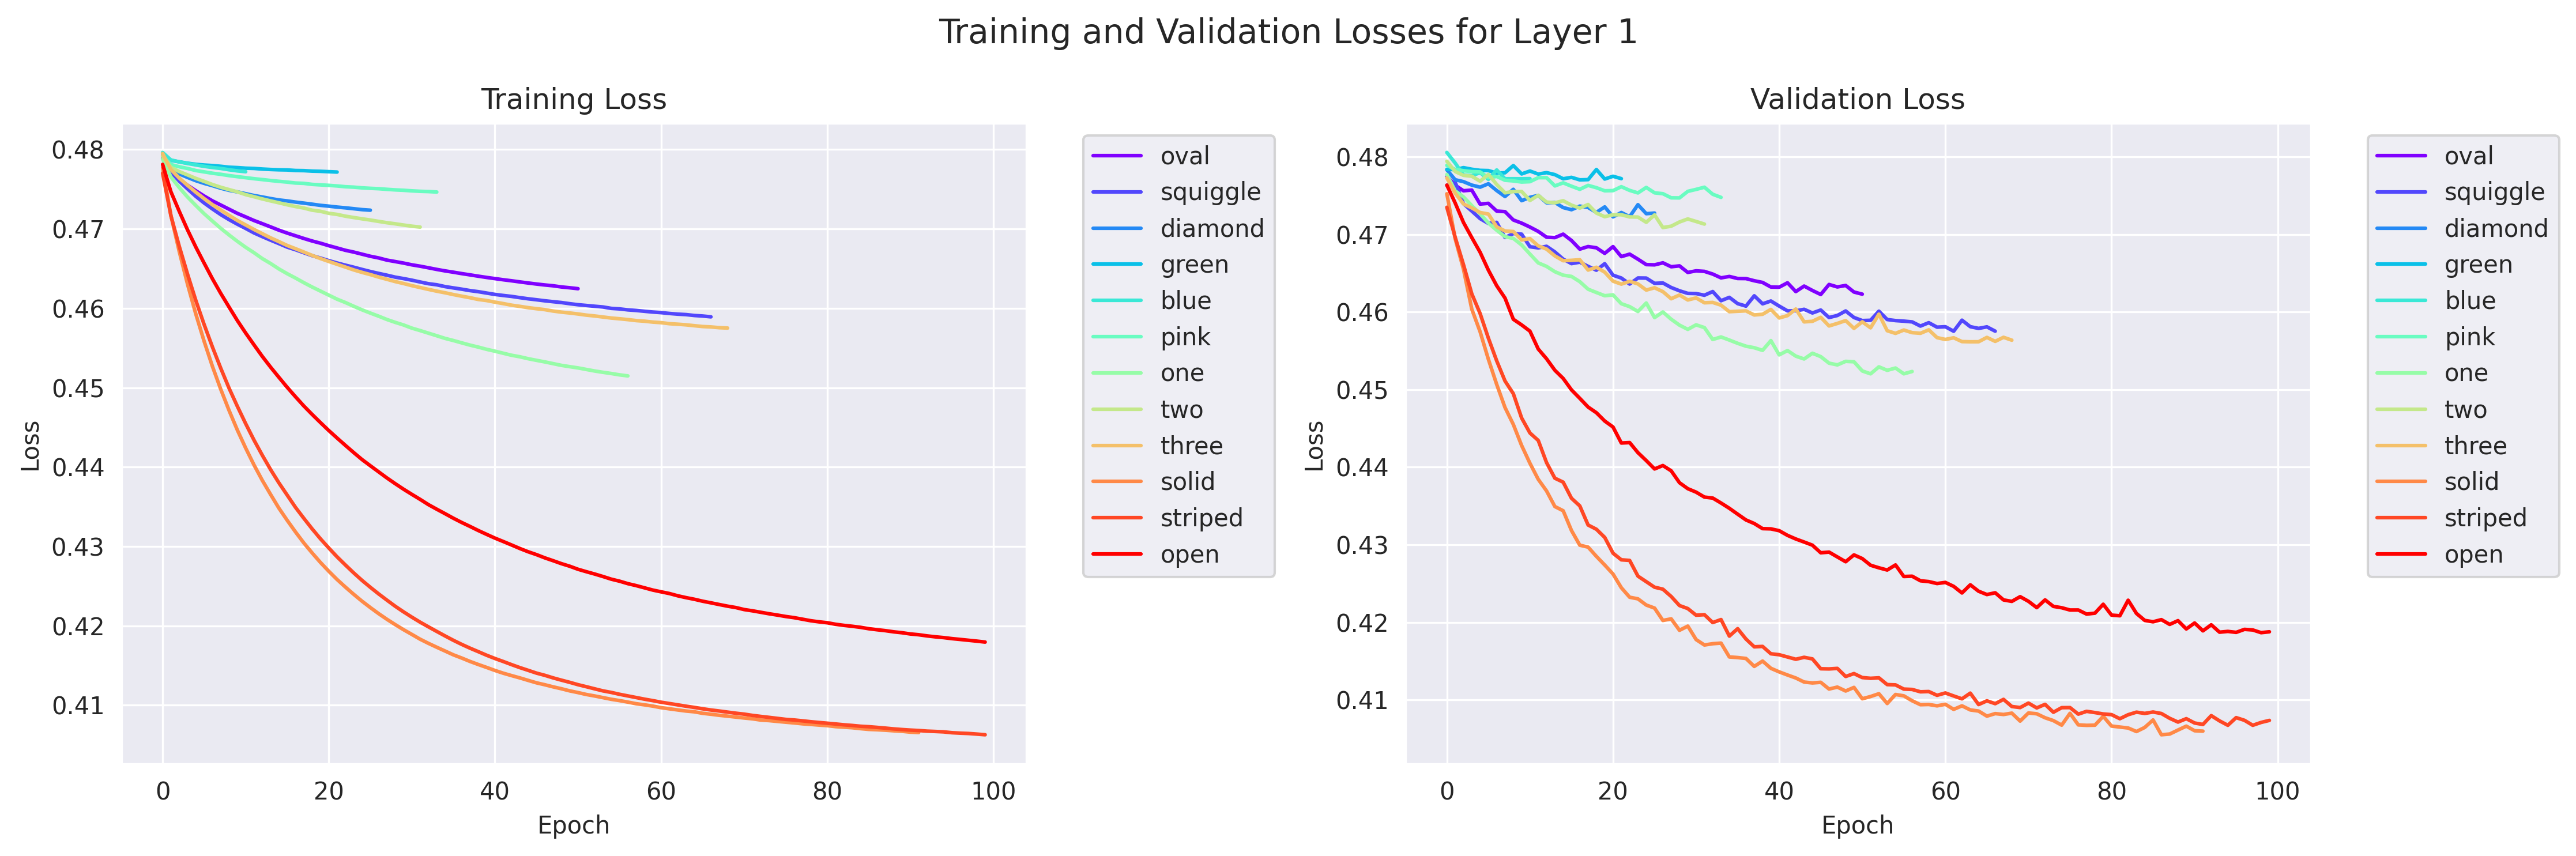 Training and Validation Losses for Layer 1
Training Loss
0.48
0.47
0.46
0.45
0.44
0.43
0.42
0.41
Loss
0
20
40
60
80
100
Epoch
oval
squiggle
diamond
green
blue
pink
one
two
three
solid
striped
open
Validation Loss
0.48
0.47
0.46
0.45
0.44
0.43
0.42
0.41
Loss
0
20
40
60
80
100
Epoch
oval
squiggle
diamond
green
blue
pink
one
two
three
solid
striped
open